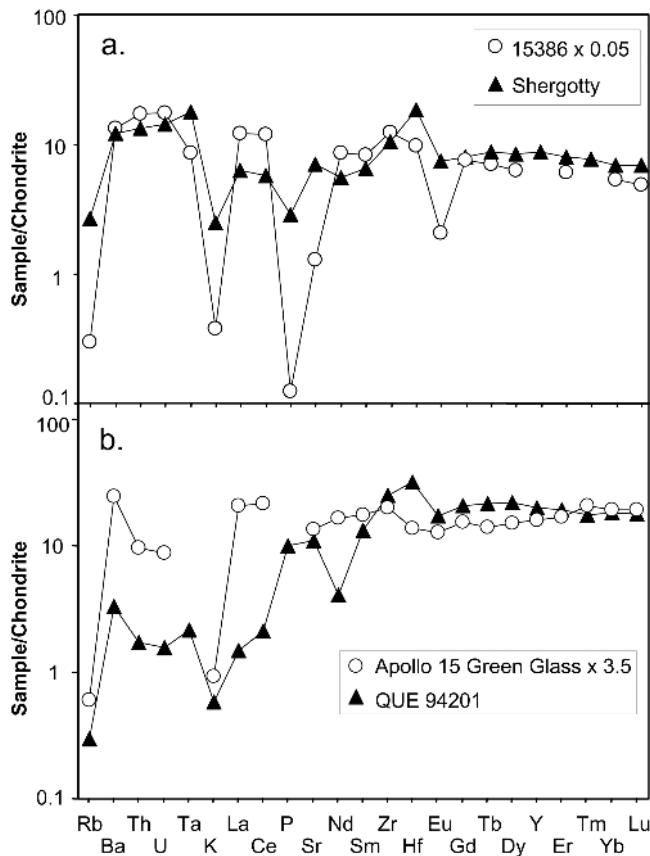 a.
15386 x 0.05
Shergotty
Sample/Chondrite
100
10
1
0.1
b.
Apollo 15 Green Glass x 3.5
QUE 94201
Sample/Chondrite
100
10
1
0.1
Rb Th Ta La P Nd Zr Eu Tb Y Tm Lu
Ba U K Ce Sr Sm Hf Gd Dy Er Yb